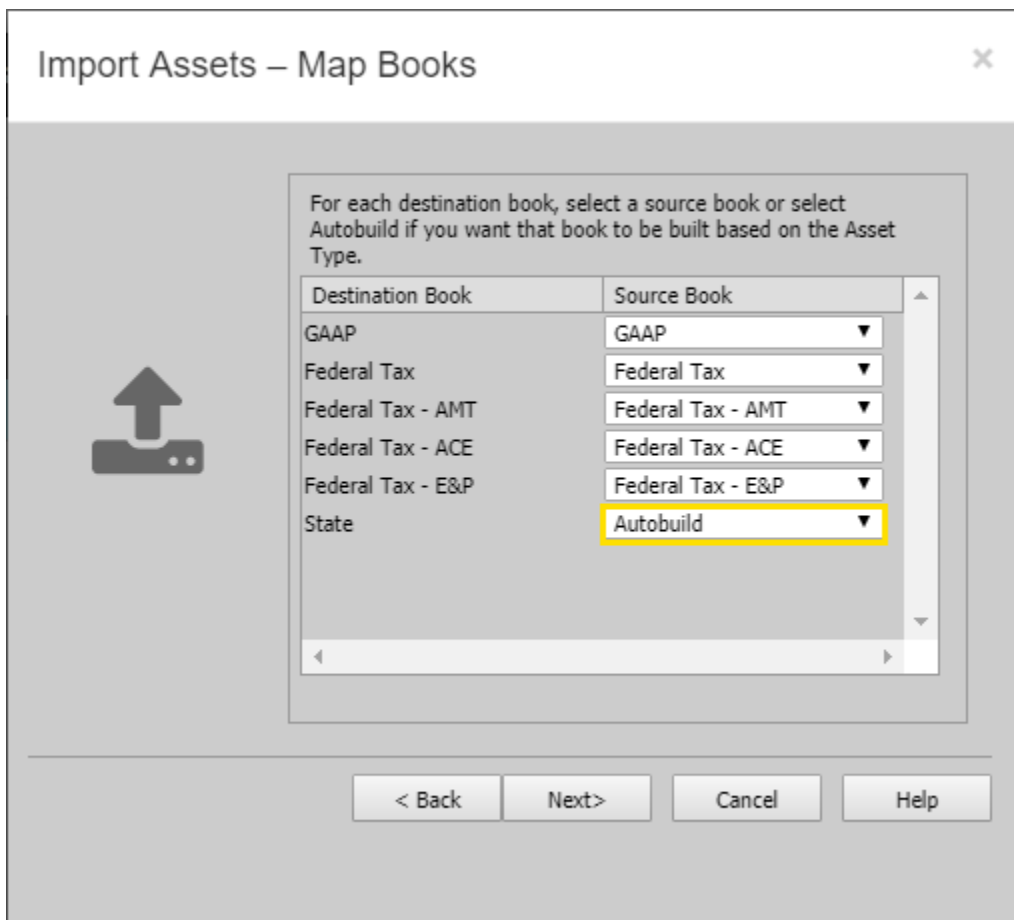 Import Assets – Map Books
×
For each destination book, select a source book or select
Autobuild if you want that book to be built based on the Asset
Type.
Destination Book Source Book
GAAP GAAP
Federal Tax Federal Tax
Federal Tax - AMT Federal Tax - AMT
Federal Tax - ACE Federal Tax - ACE
Federal Tax - E&P Federal Tax - E&P
State Autobuild
< Back Next> Cancel Help